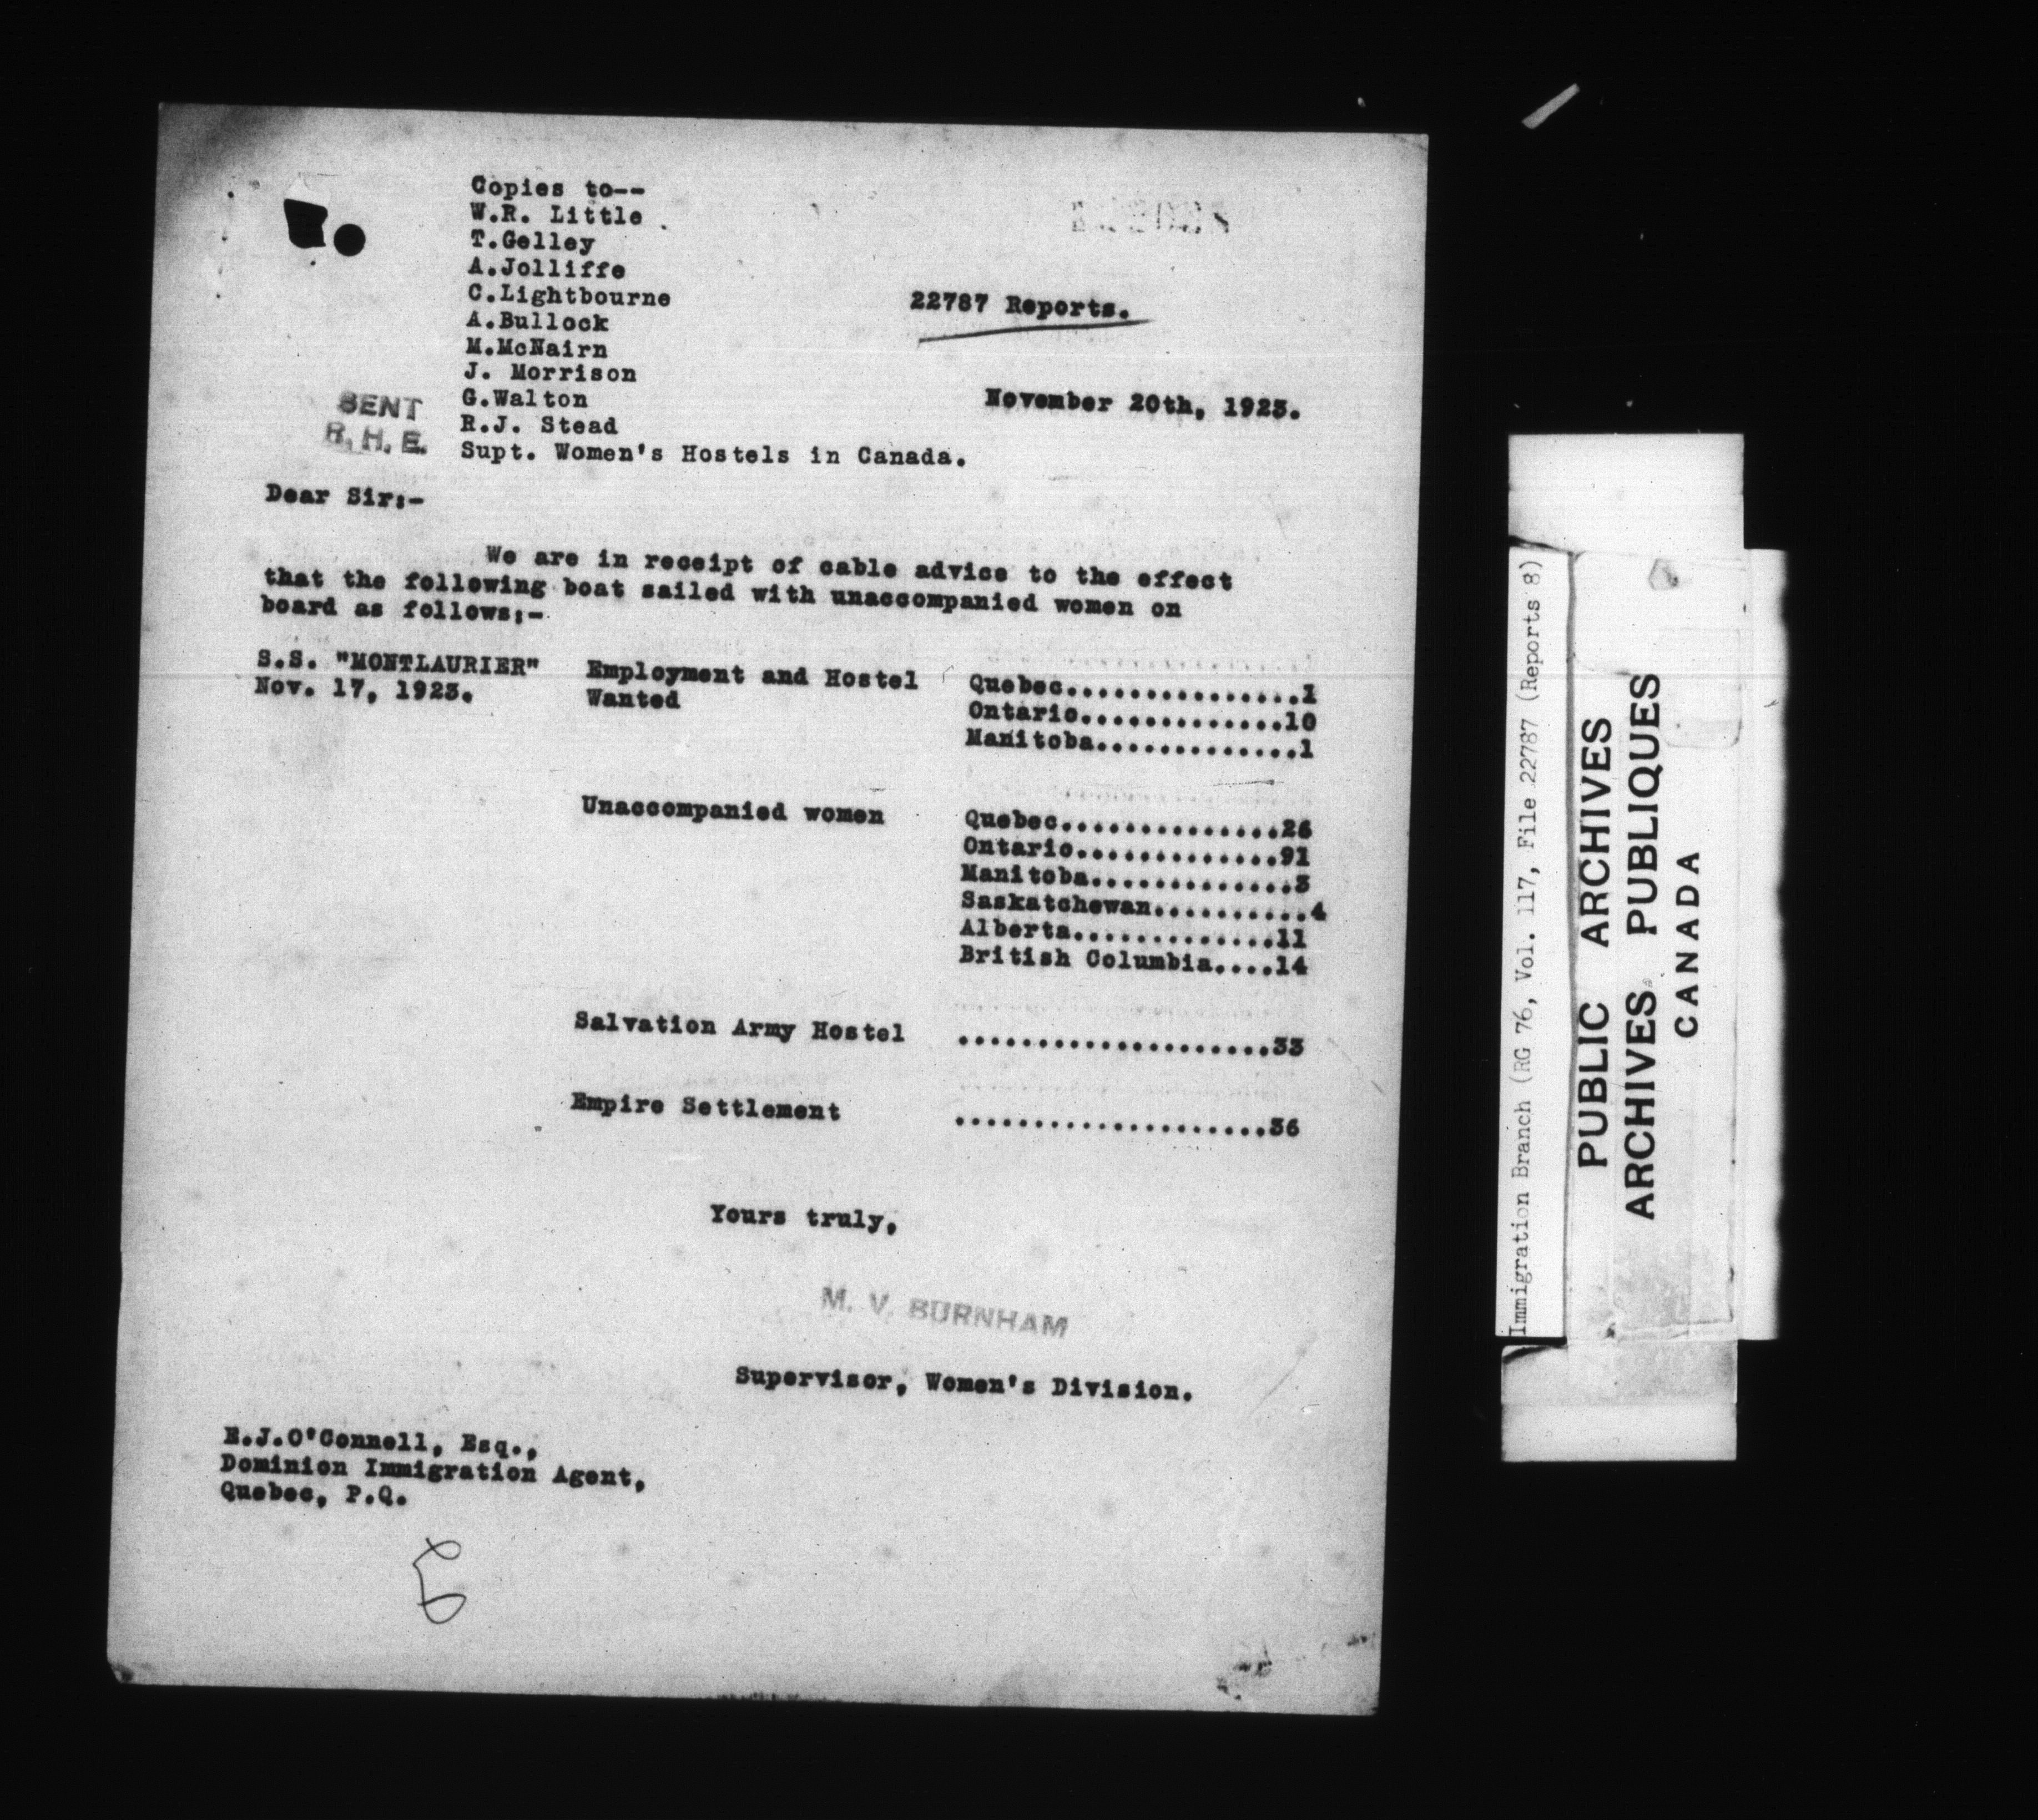 Copies to--
W.R. Little
T.Gelley
A.Jolliffe
C.Lightbourne
A.Bullock
M.McNairn
J. Morrison
G.Walton
R.J. Stead
Supt. Women's Hostels in Canada.
SENT
R.H.E.
22787 Reports.
November 20th, 1923.
Dear Sir:-
We are in receipt of cable advice to the effect
that the following boat sailed with unaccompanied women on
board as follows;-
S.S. "MONTLAURIER" Employment and Hostel Quebec...............1
Nov. 17, 1923. Wanted Ontario.............10
Manitoba.............1
Unaccompanied women Quebec..............26
Ontario.............91
Manitoba.............3
Saskatchewan..........4
Alberta.............11
British Columbia....14
Salvation Army Hostel ....................33
Empire Settlement ....................36
Yours truly,
M. V. BURNHAM
Supervisor, Women's Division.
E.J.O'Connell, Esq.,
Dominion Immigration Agent,
Quebec, P.Q.
Immigration Branch (RG 76, Vol. 117, File 22787 (Reports 8)
PUBLIC ARCHIVES
ARCHIVES PUBLIQUES
CANADA